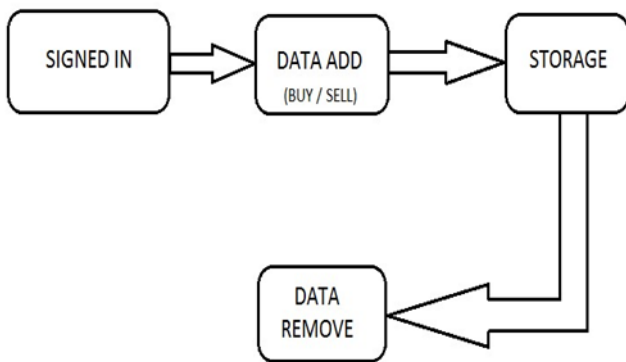 SIGNED IN
DATA ADD
(BUY / SELL)
STORAGE
DATA
REMOVE